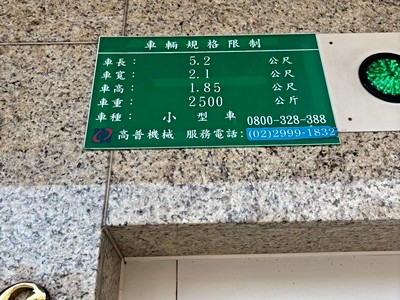 車輛規格限制
車長： 5.2 公尺
車寬： 2.1 公尺
車高： 1.85 公尺
車重： 2500 公斤
車種： 小型車 0800-328-388
高普機械 服務電話：(02)2999-1832